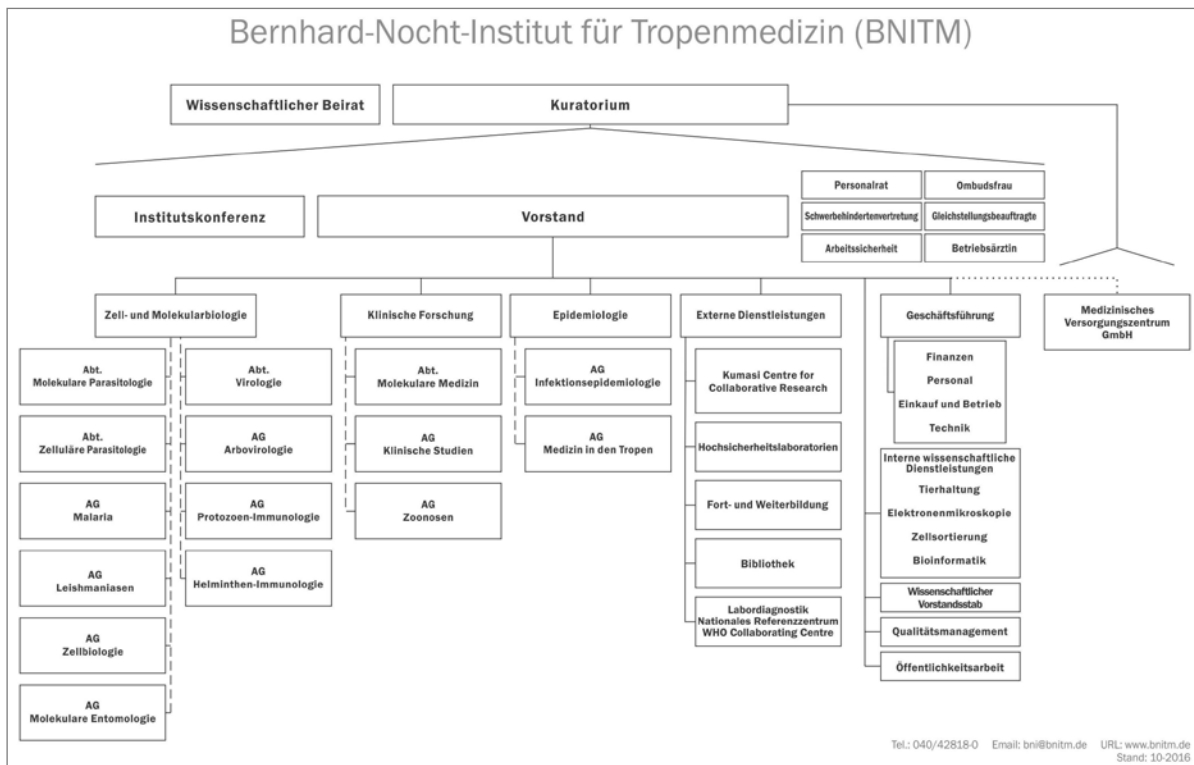 Bernhard-Nocht-Institut für Tropenmedizin (BNITM)
Wissenschaftlicher Beirat
Kuratorium
Institutskonferenz
Vorstand
Personalrat
Ombudsfrau
Schwerbehindertenvertretung
Gleichstellungsbeauftragte
Arbeitssicherheit
Betriebsärztin
Zell- und Molekularbiologie
Abt.
Molekulare Parasitologie
Abt.
Zelluläre Parasitologie
AG
Malaria
AG
Leishmaniasen
AG
Zellbiologie
AG
Molekulare Entomologie
Abt.
Virologie
AG
Arbovirologie
AG
Protozoen-Immunologie
AG
Helminthen-Immunologie
Klinische Forschung
Abt.
Molekulare Medizin
AG
Klinische Studien
AG
Zoonosen
Epidemiologie
AG
Infektionsepidemiologie
AG
Medizin in den Tropen
Externe Dienstleistungen
Kumasi Centre for
Collaborative Research
Hochsicherheitslaboratorien
Fort- und Weiterbildung
Bibliothek
Labordiagnostik
Nationales Referenzzentrum
WHO Collaborating Centre
Geschäftsführung
Finanzen
Personal
Einkauf und Betrieb
Technik
Interne wissenschaftliche
Dienstleistungen
Tierhaltung
Elektronenmikroskopie
Zellsortierung
Bioinformatik
Wissenschaftlicher
Vorstandsstab
Qualitätsmanagement
Öffentlichkeitsarbeit
Medizinisches
Versorgungszentrum
GmbH
Tel.: 040/42818-0 Email: bni@bnitm.de URL: www.bnitm.de
Stand: 10-2016